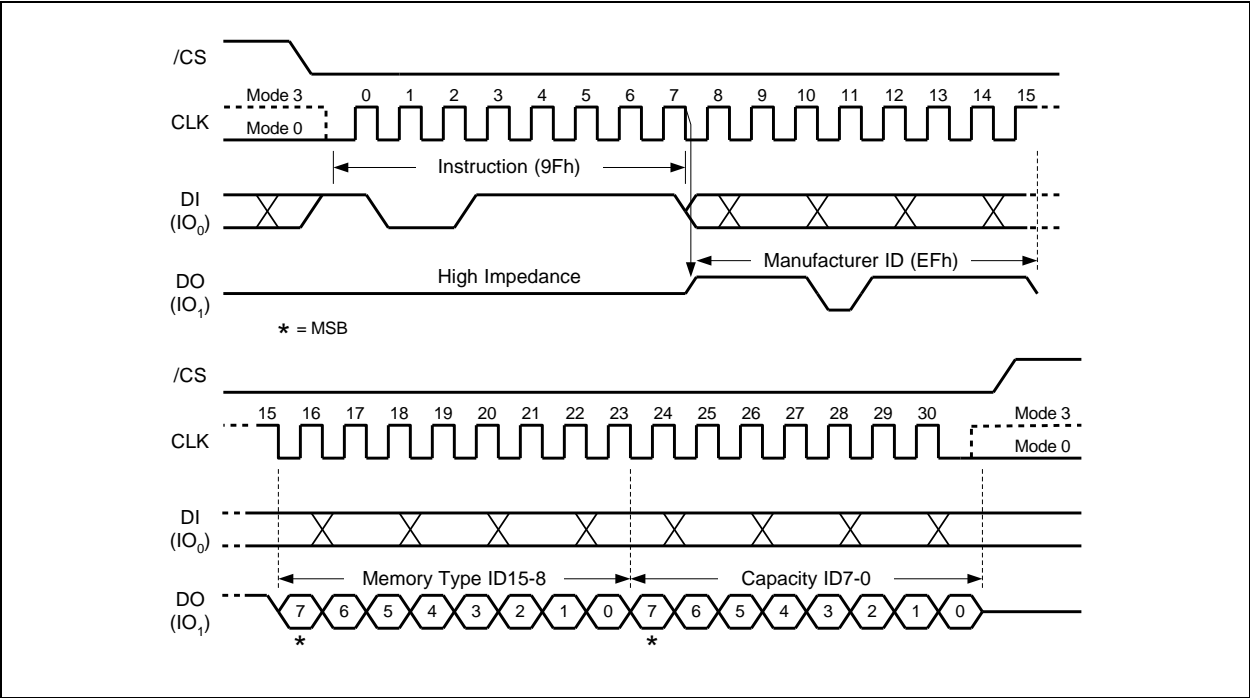 /CS
Mode 3 0 1 2 3 4 5 6 7 8 9 10 11 12 13 14 15
CLK
Mode 0
Instruction (9Fh)
DI
(IO0)
Manufacturer ID (EFh)
High Impedance
DO
(IO1)
* = MSB
/CS
15 16 17 18 19 20 21 22 23 24 25 26 27 28 29 30 Mode 3
CLK
Mode 0
DI
(IO0)
Memory Type ID15-8 Capacity ID7-0
DO
7 6 5 4 3 2 1 0 7 6 5 4 3 2 1 0
(IO1)
* *